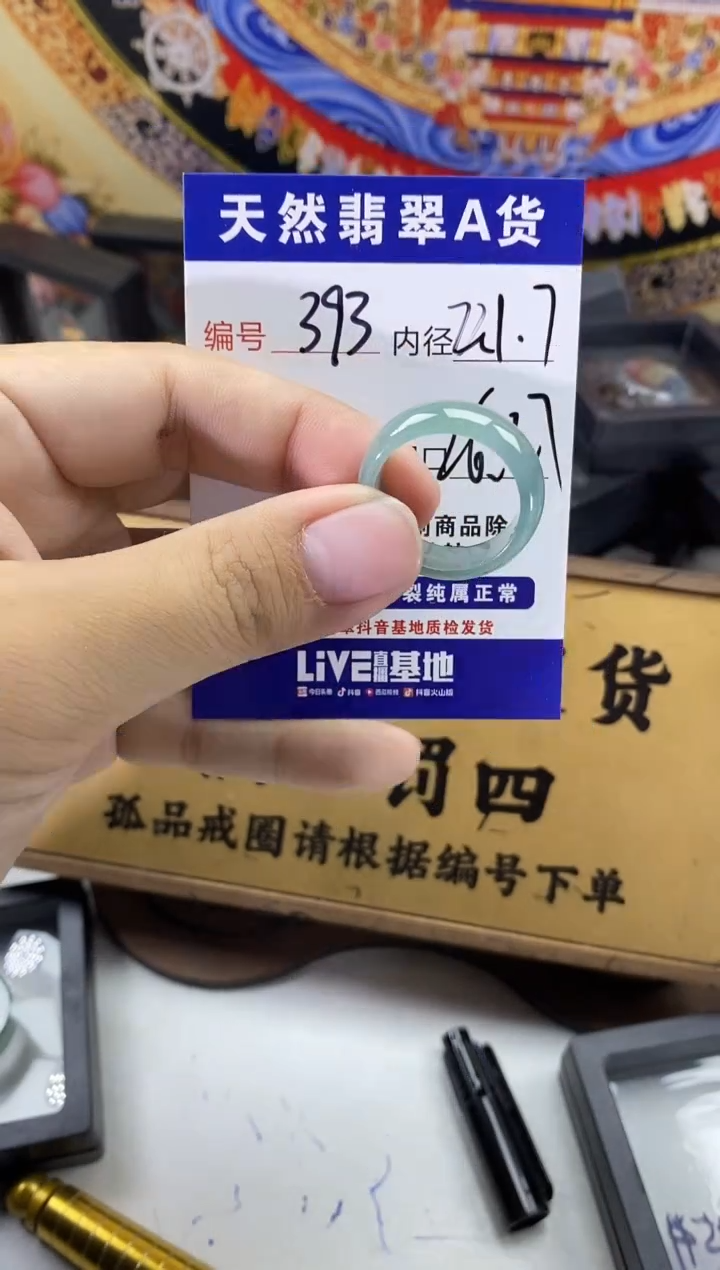 天然翡翠A货
编号 393 内径 21.7
口
商品除
裂纯属正常
抖音基地质检发货
LiVE直播基地
今日头条 抖音 西瓜视频 抖音火山版
货
罚四
孤品戒圈请根据编号下单